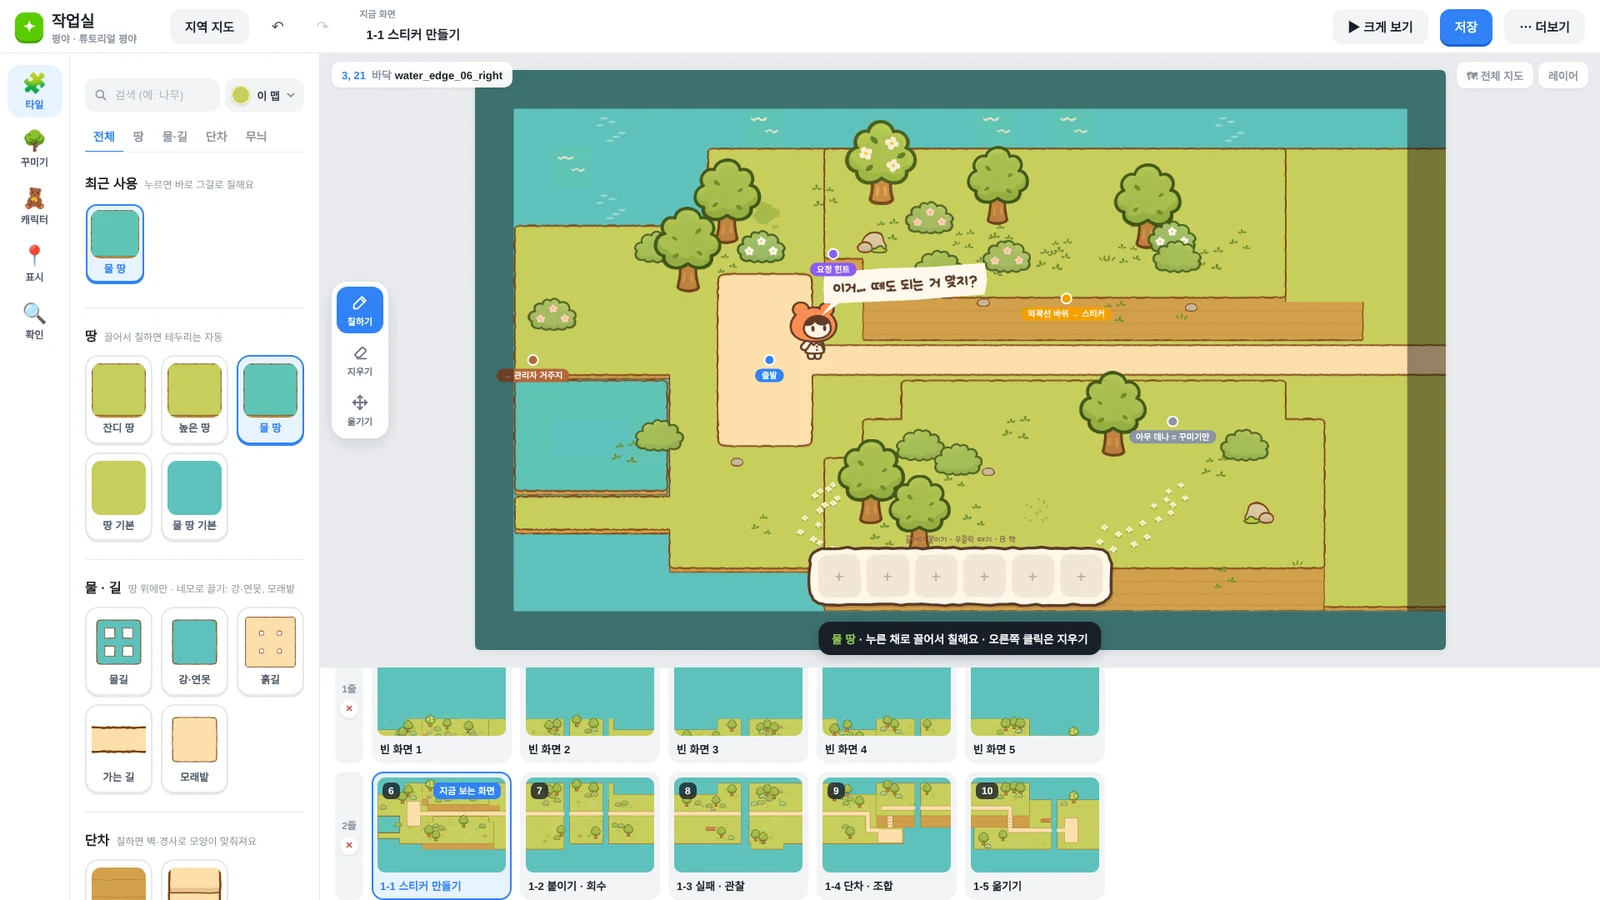 작업실
평야 · 튜토리얼 평야
지역 지도
지금 화면
1-1 스티커 만들기
▶ 크게 보기
저장
··· 더보기
타일
꾸미기
캐릭터
표시
확인
검색 (예: 나무)
이 맵
전체
땅
물·길
단차
무늬
최근 사용 누르면 바로 그걸로 칠해요
물 땅
땅 끌어서 칠하면 테두리는 자동
잔디 땅
높은 땅
물 땅
땅 기본
물 땅 기본
물 · 길 땅 위에만 · 네모로 끌기: 강·연못, 모래밭
물길
강·연못
흙길
가는 길
모래밭
단차 칠하면 벽·경사로 모양이 맞춰져요
3, 21 바닥 water_edge_06_right
전체 지도
레이어
칠하기
지우기
옮기기
요정 힌트
이거... 떼도 되는 거 맞지?
외곽선 바위 → 스티커
관리자 거주지
출발
아무 데나 = 꾸미기만
물 땅 · 누른 채로 끌어서 칠해요 · 오른쪽 클릭은 지우기
1줄
빈 화면 1
빈 화면 2
빈 화면 3
빈 화면 4
빈 화면 5
2줄
6
지금 보는 화면
7
8
9
10
1-1 스티커 만들기
1-2 붙이기 · 회수
1-3 실패 · 관찰
1-4 단차 · 조합
1-5 옮기기